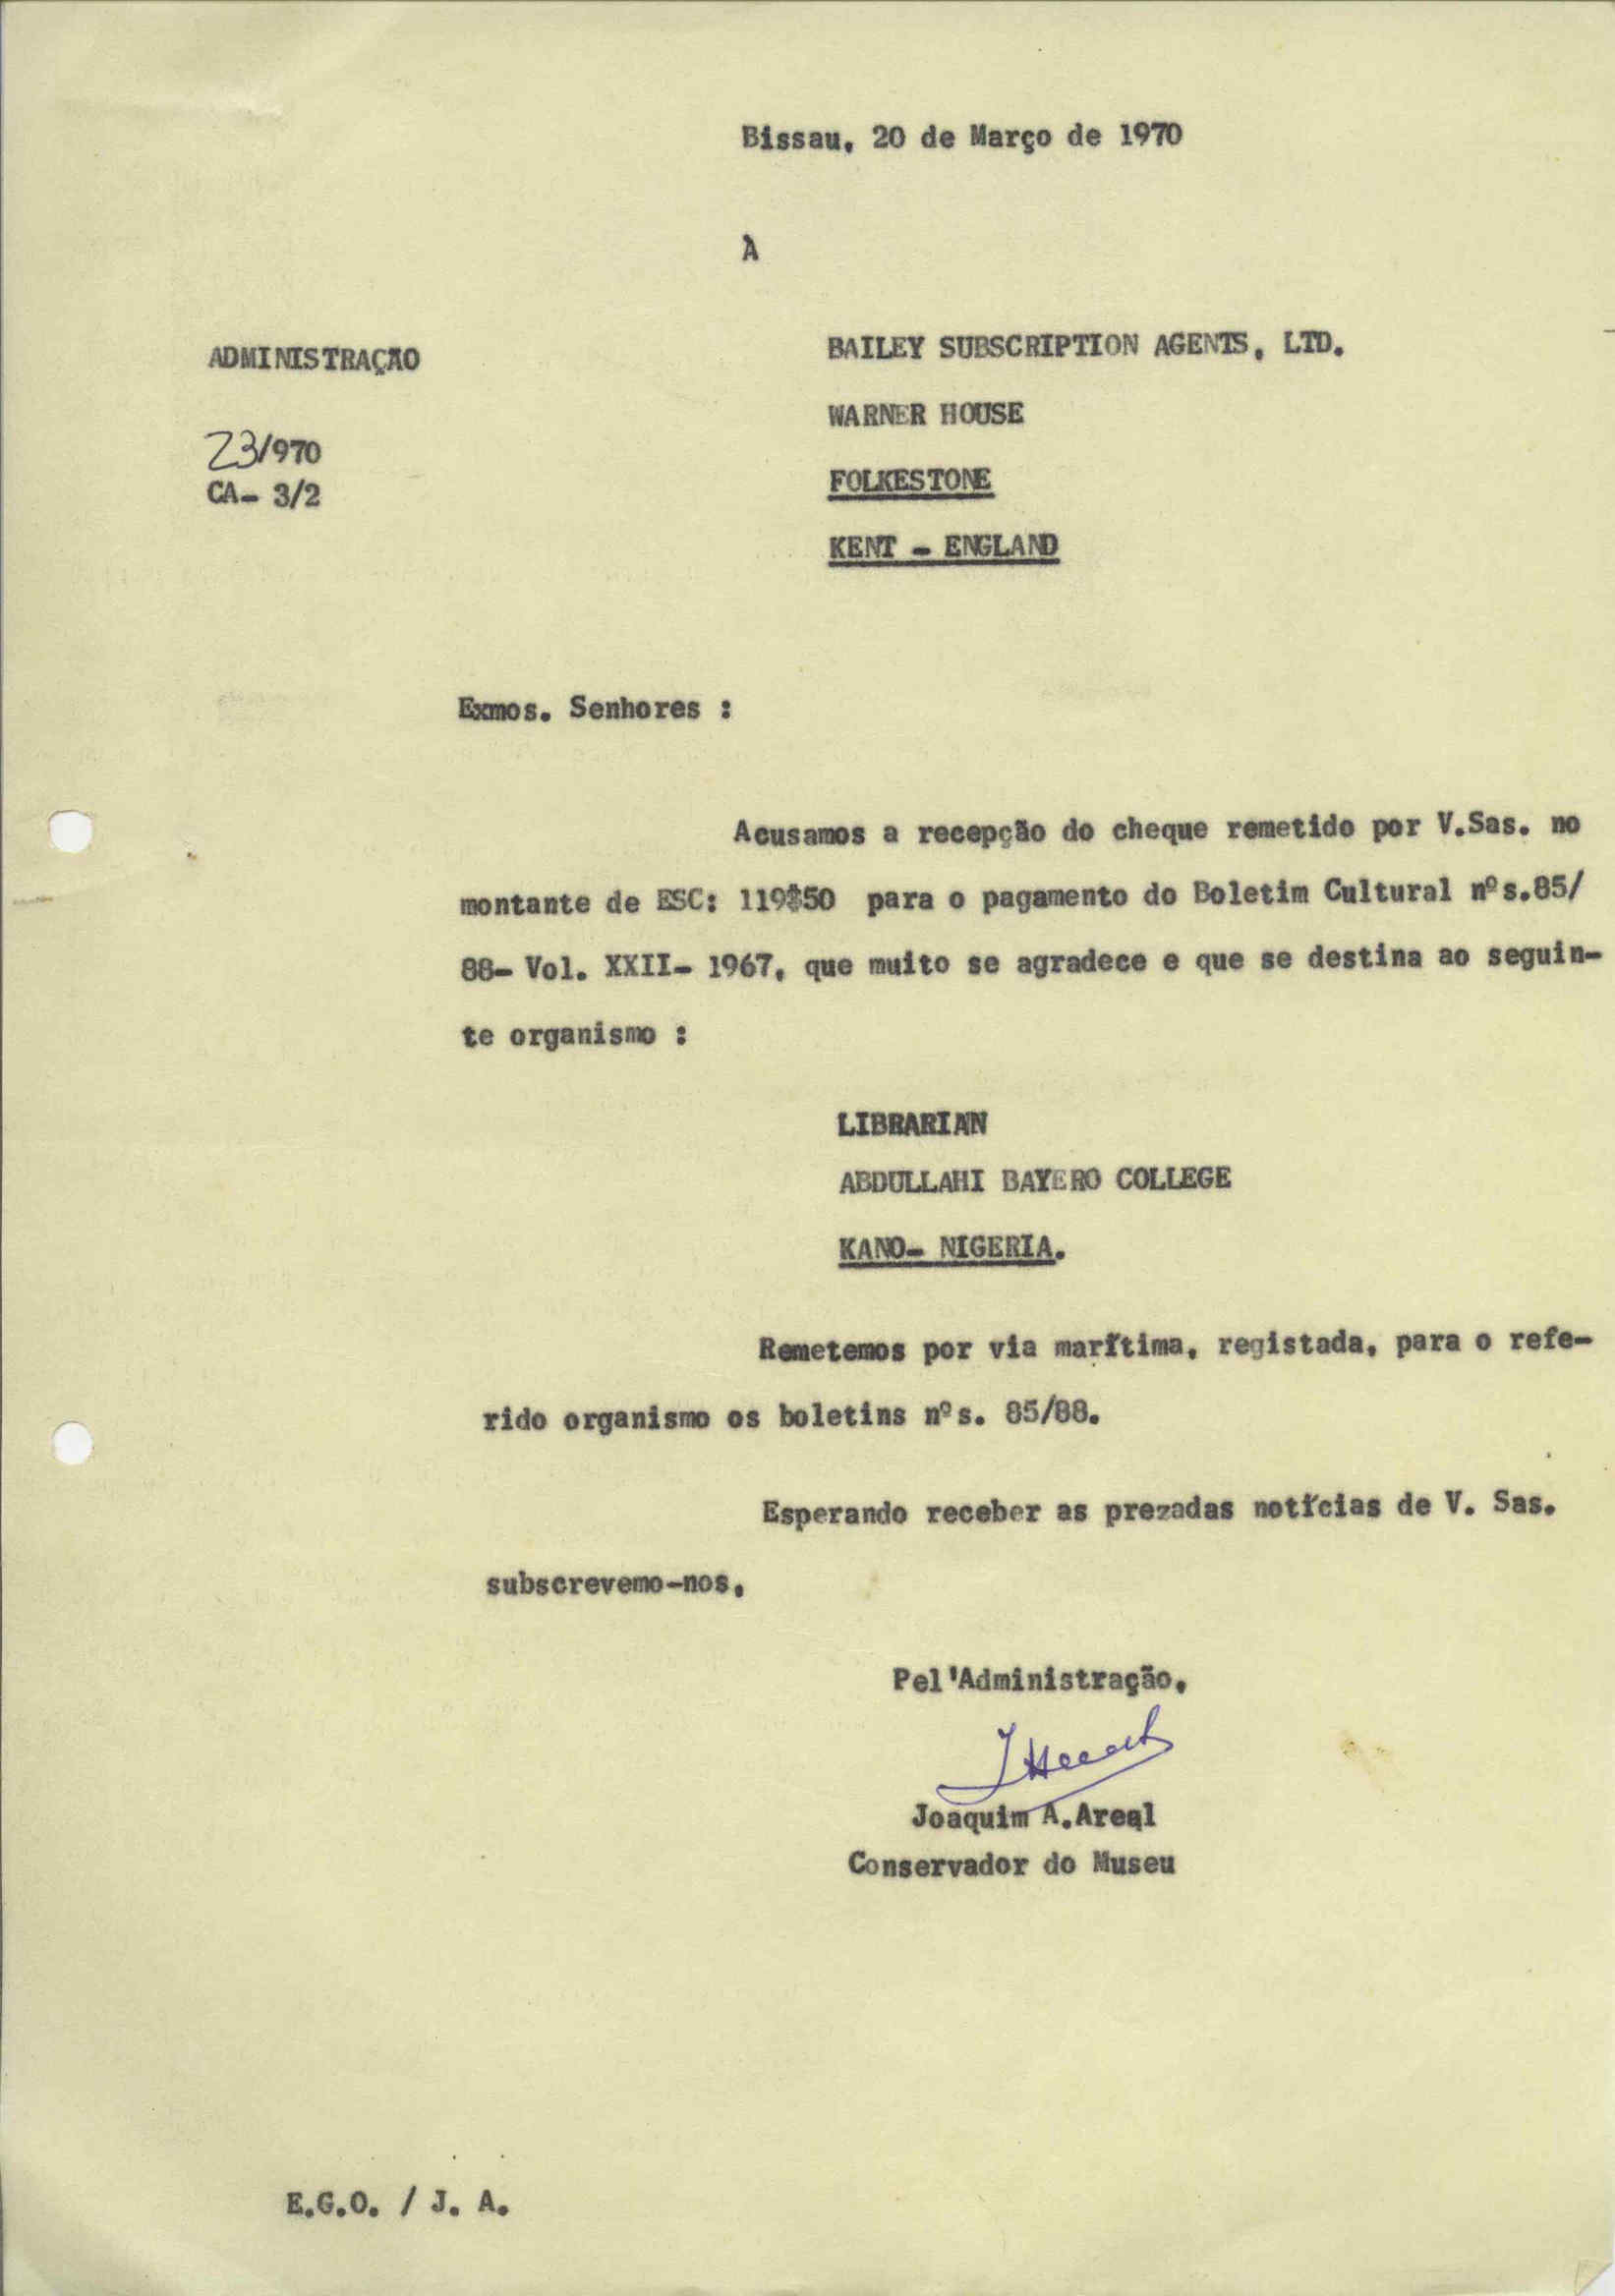 Bissau, 20 de Março de 1970
À
ADMINISTRAÇÃO
23/970
CA- 3/2
BAILEY SUBSCRIPTION AGENTS, LTD.
WARNER HOUSE
FOLKESTONE
KENT - ENGLAND
Exmos. Senhores :
Acusamos a recepção do cheque remetido por V.Sas. no
montante de ESC: 119$50 para o pagamento do Boletim Cultural nºs.85/
88- Vol. XXII- 1967, que muito se agradece e que se destina ao seguin-
te organismo :
LIBRARIAN
ABDULLAHI BAYERO COLLEGE
KANO- NIGERIA.
Remetemos por via marítima, registada, para o refe-
rido organismo os boletins nºs. 85/88.
Esperando receber as prezadas notícias de V. Sas.
subscrevemo-nos,
Pel'Administração,
Joaquim A.Areal
Conservador do Museu
E.G.O. / J. A.